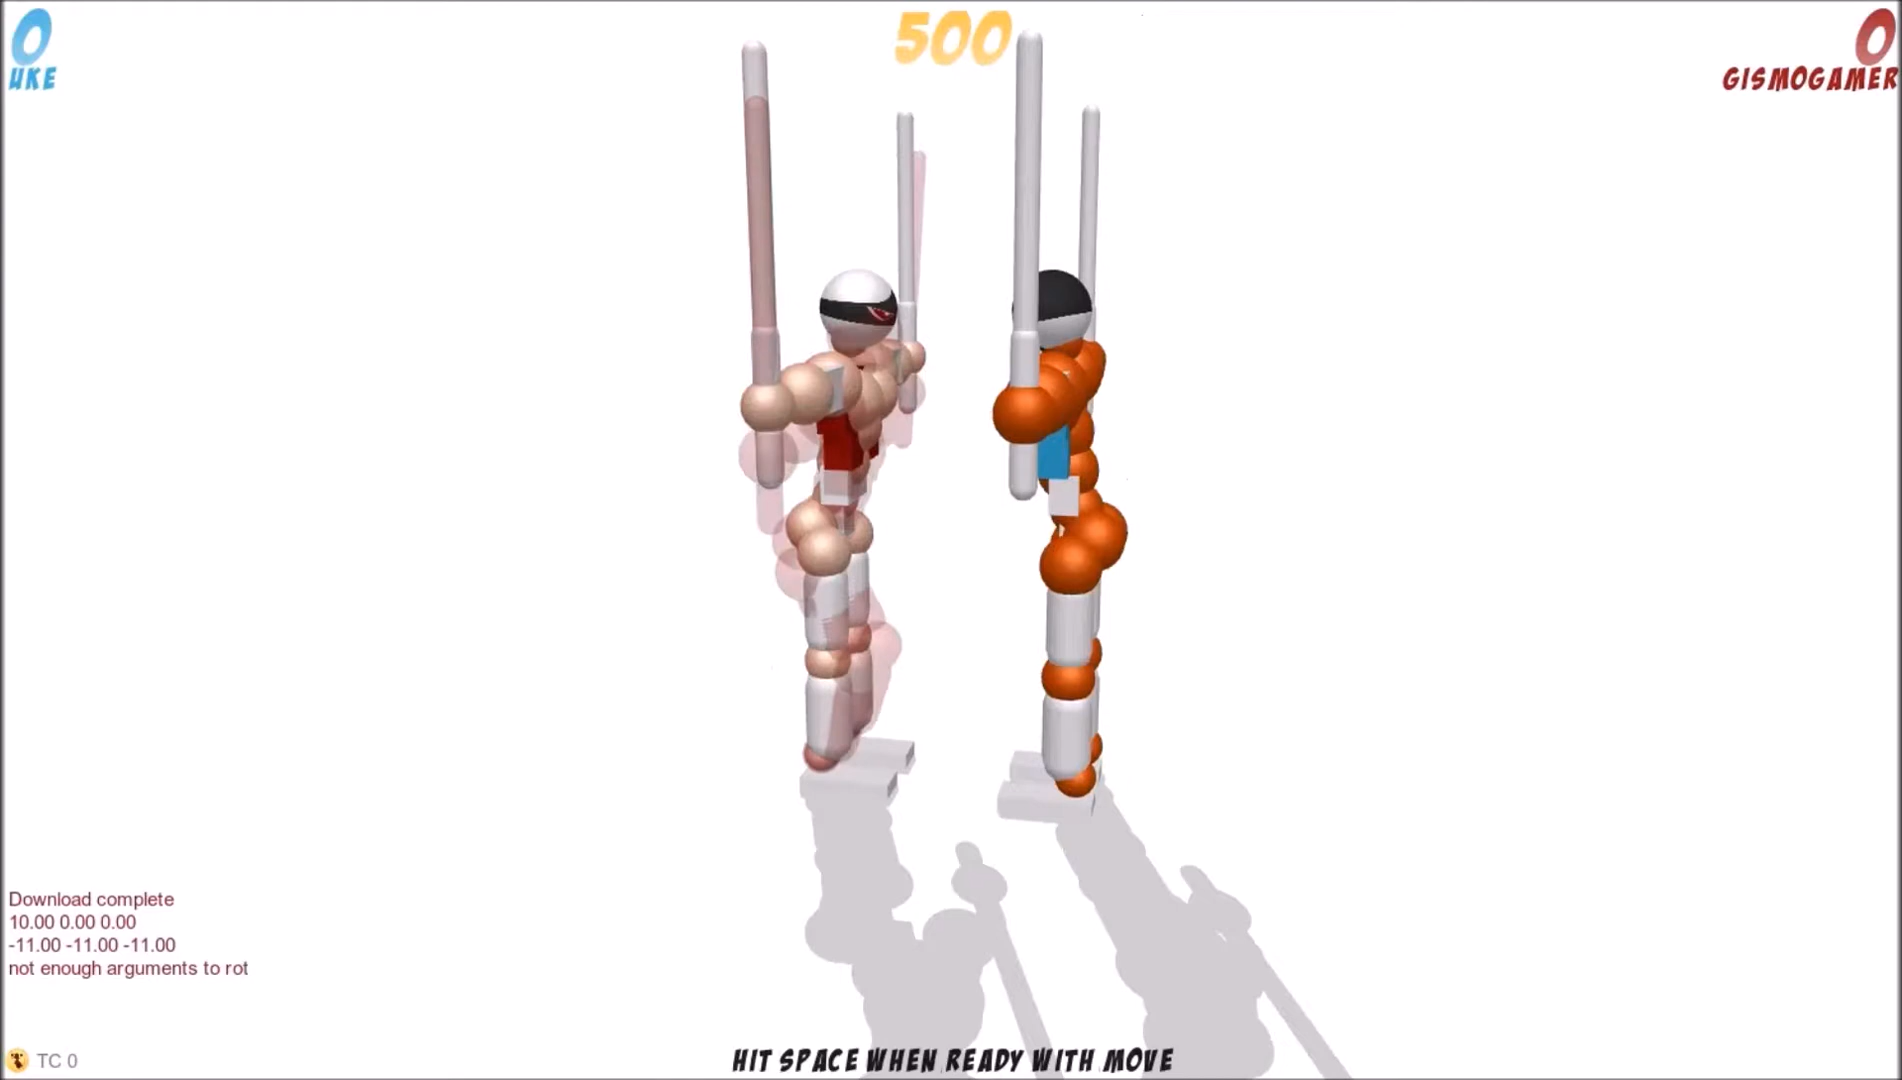 0
UKE
500
0
GISMOGAMER
Download complete
10.00 0.00 0.00
-11.00 -11.00 -11.00
not enough arguments to rot
TC 0
HIT SPACE WHEN READY WITH MOVE